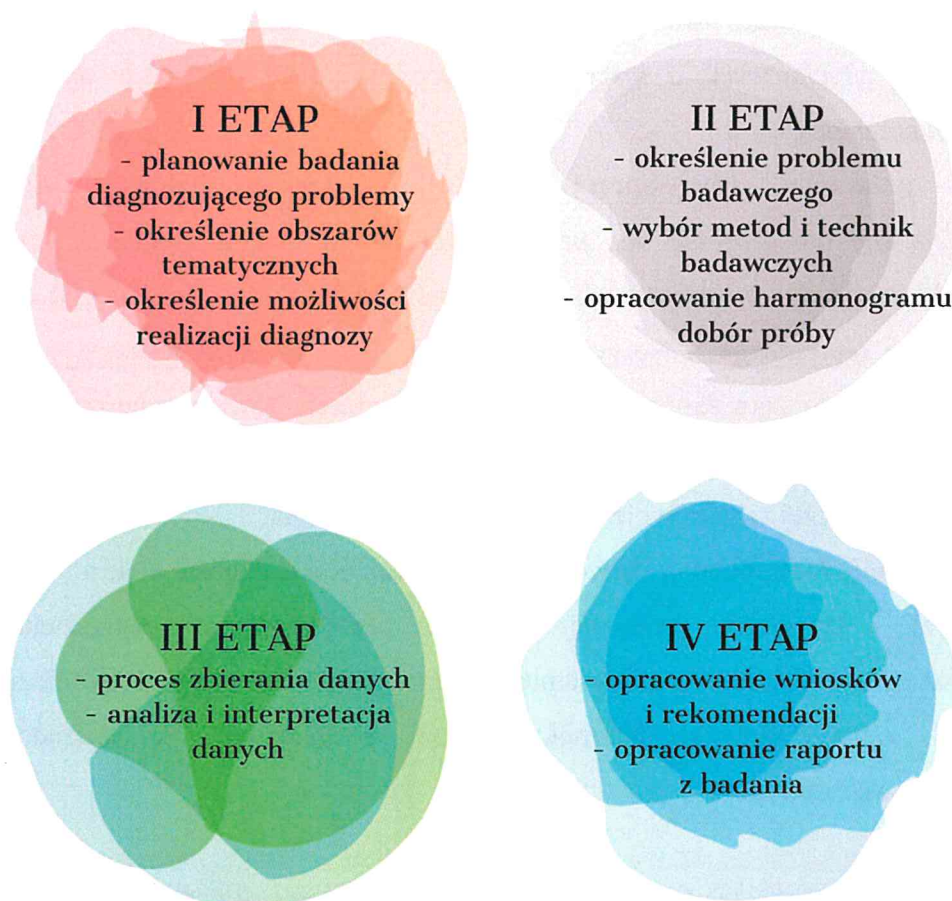 I ETAP
- planowanie badania
diagnozującego problemy
- określenie obszarów
tematycznych
- określenie możliwości
realizacji diagnozy
II ETAP
- określenie problemu
badawczego
- wybór metod i technik
badawczych
- opracowanie harmonogramu
dobór próby
III ETAP
- proces zbierania danych
- analiza i interpretacja
danych
IV ETAP
- opracowanie wniosków
i rekomendacji
- opracowanie raportu
z badania